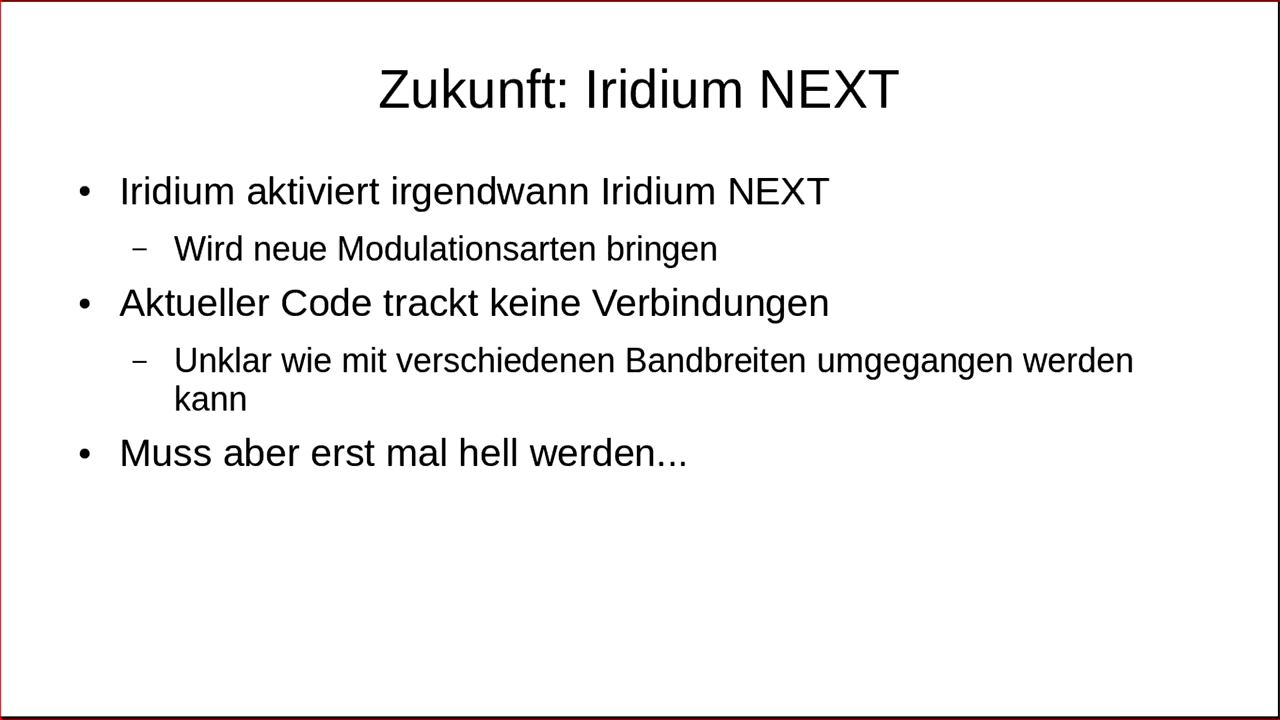 Zukunft: Iridium NEXT
• Iridium aktiviert irgendwann Iridium NEXT
– Wird neue Modulationsarten bringen
• Aktueller Code trackt keine Verbindungen
– Unklar wie mit verschiedenen Bandbreiten umgegangen werden
kann
• Muss aber erst mal hell werden...